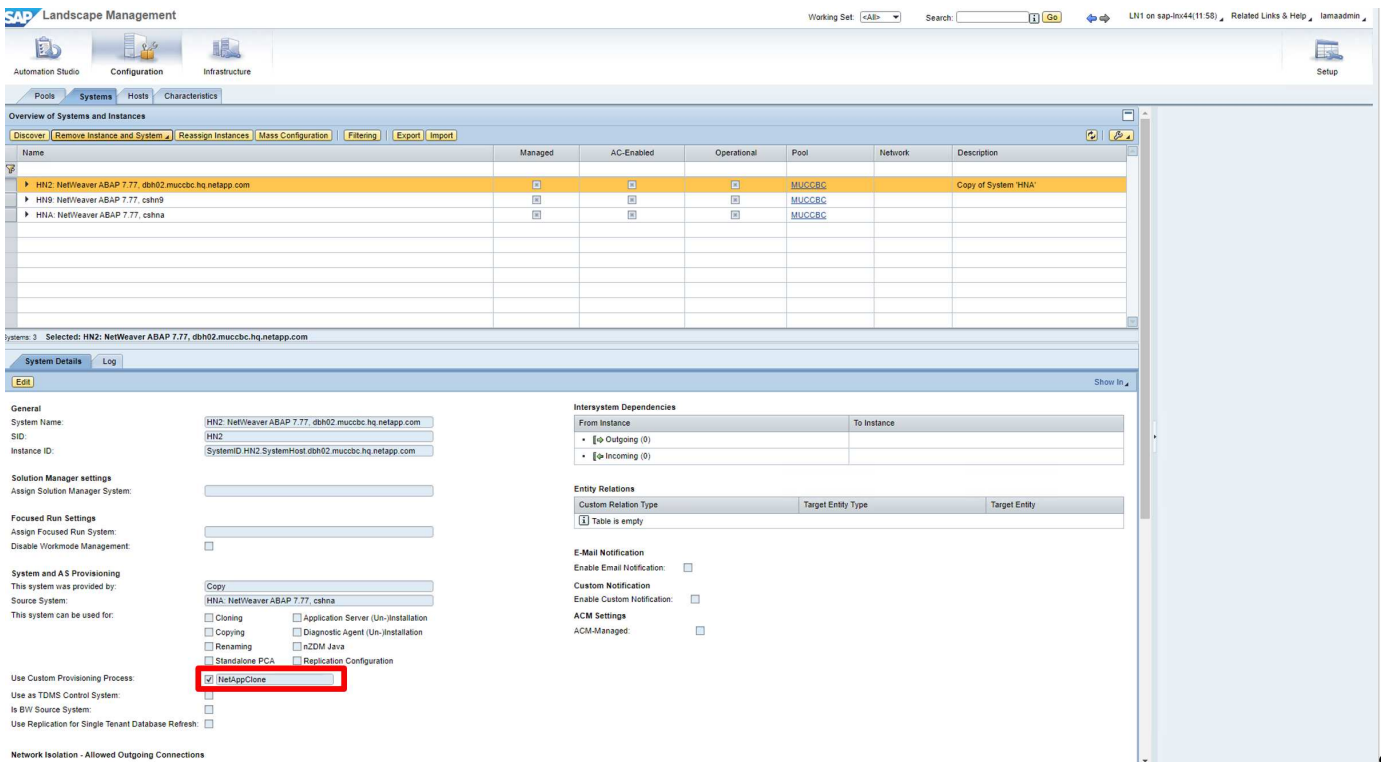 SAP Landscape Management
Working Set: <All> Search: Go LN1 on sap-lnx44(11:58) Related Links & Help lamaadmin
Automation Studio Configuration Infrastructure Setup
Pools Systems Hosts Characteristics
Overview of Systems and Instances
Discover Remove Instance and System Reassign Instances Mass Configuration Filtering Export Import
Name Managed AC-Enabled Operational Pool Network Description
HN2: NetWeaver ABAP 7.77, dbh02.muccbc.hq.netapp.com MUCCBC Copy of System 'HNA'
HN9: NetWeaver ABAP 7.77, cshn9 MUCCBC
HNA: NetWeaver ABAP 7.77, cshna MUCCBC
Systems: 3 Selected: HN2: NetWeaver ABAP 7.77, dbh02.muccbc.hq.netapp.com
System Details Log
Edit Show In
General
System Name: HN2: NetWeaver ABAP 7.77, dbh02.muccbc.hq.netapp.com
SID: HN2
Instance ID: SystemID.HN2.SystemHost.dbh02.muccbc.hq.netapp.com
Solution Manager settings
Assign Solution Manager System:
Focused Run Settings
Assign Focused Run System:
Disable Workmode Management:
System and AS Provisioning
This system was provided by: Copy
Source System: HNA: NetWeaver ABAP 7.77, cshna
This system can be used for: Cloning Application Server (Un-)Installation
Copying Diagnostic Agent (Un-)Installation
Renaming nZDM Java
Standalone PCA Replication Configuration
Use Custom Provisioning Process: NetAppClone
Use as TDMS Control System:
Is BW Source System:
Use Replication for Single Tenant Database Refresh:
Network Isolation - Allowed Outgoing Connections
Intersystem Dependencies
From Instance To Instance
Outgoing (0)
Incoming (0)
Entity Relations
Custom Relation Type Target Entity Type Target Entity
Table is empty
E-Mail Notification
Enable Email Notification:
Custom Notification
Enable Custom Notification:
ACM Settings
ACM-Managed: